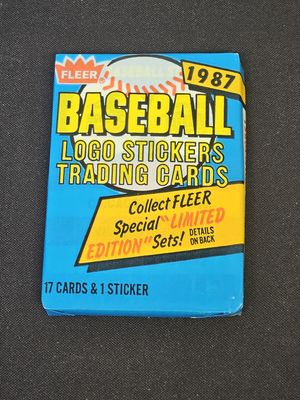 FLEER
1987
BASEBALL
LOGO STICKERS
TRADING CARDS
Collect FLEER
Special "LIMITED
EDITION" Sets! DETAILS
ON BACK
17 CARDS & 1 STICKER